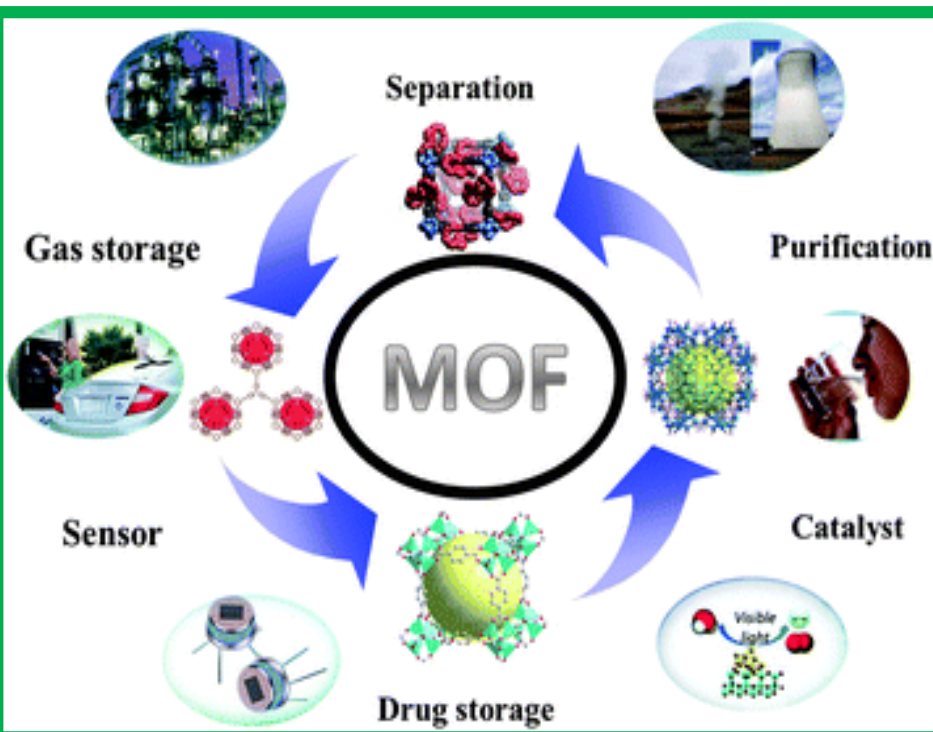 Separation
Gas storage
Purification
MOF
Sensor
Catalyst
Visible
light
Drug storage